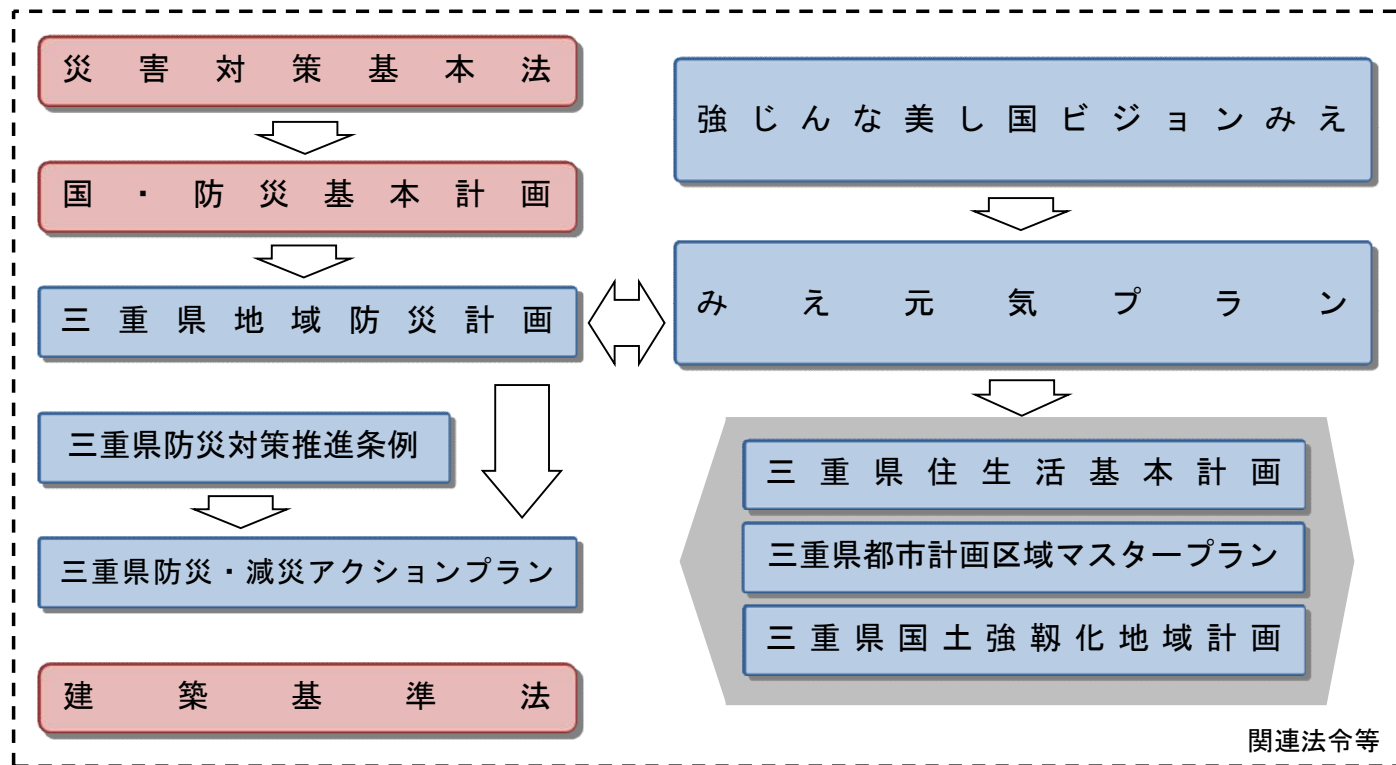 災害対策基本法
国・防災基本計画
三重県地域防災計画
三重県防災対策推進条例
三重県防災・減災アクションプラン
建築基準法
強じんな美し国ビジョンみえ
みえ元気プラン
三重県住生活基本計画
三重県都市計画区域マスタープラン
三重県国土強靱化地域計画
関連法令等